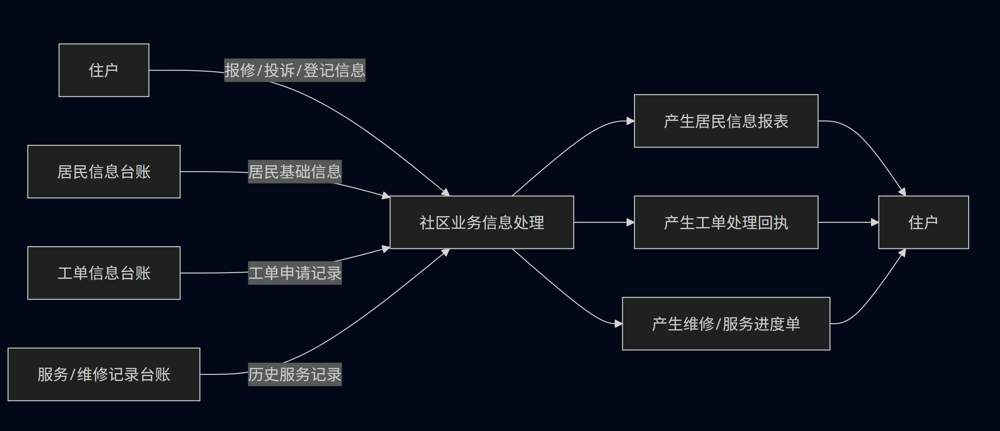 住户
报修/投诉/登记信息
居民信息台账
居民基础信息
工单信息台账
工单申请记录
服务/维修记录台账
历史服务记录
社区业务信息处理
产生居民信息报表
产生工单处理回执
产生维修/服务进度单
住户